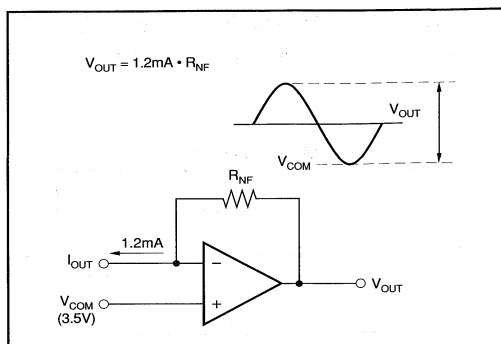 V_OUT = 1.2mA • R_NF
V_OUT
V_COM
R_NF
1.2mA
I_OUT
−
V_COM
(3.5V)
+
V_OUT